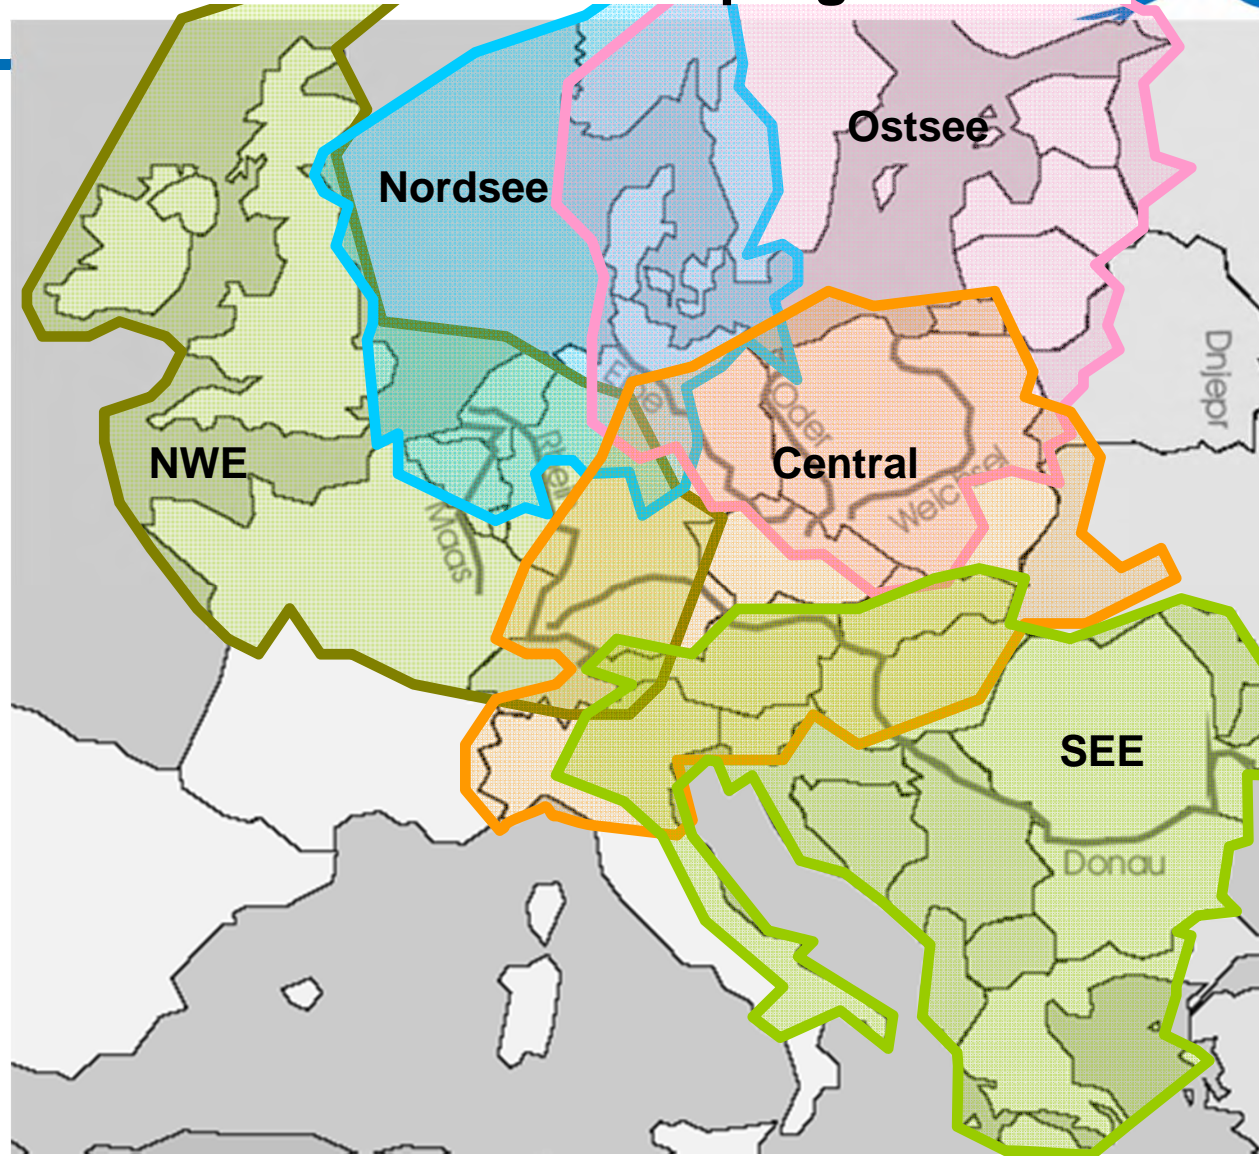 Ostsee
Nordsee
Dnjepr
Elbe
Oder
NWE
Rhein
Central
Weichsel
Maas
SEE
Donau